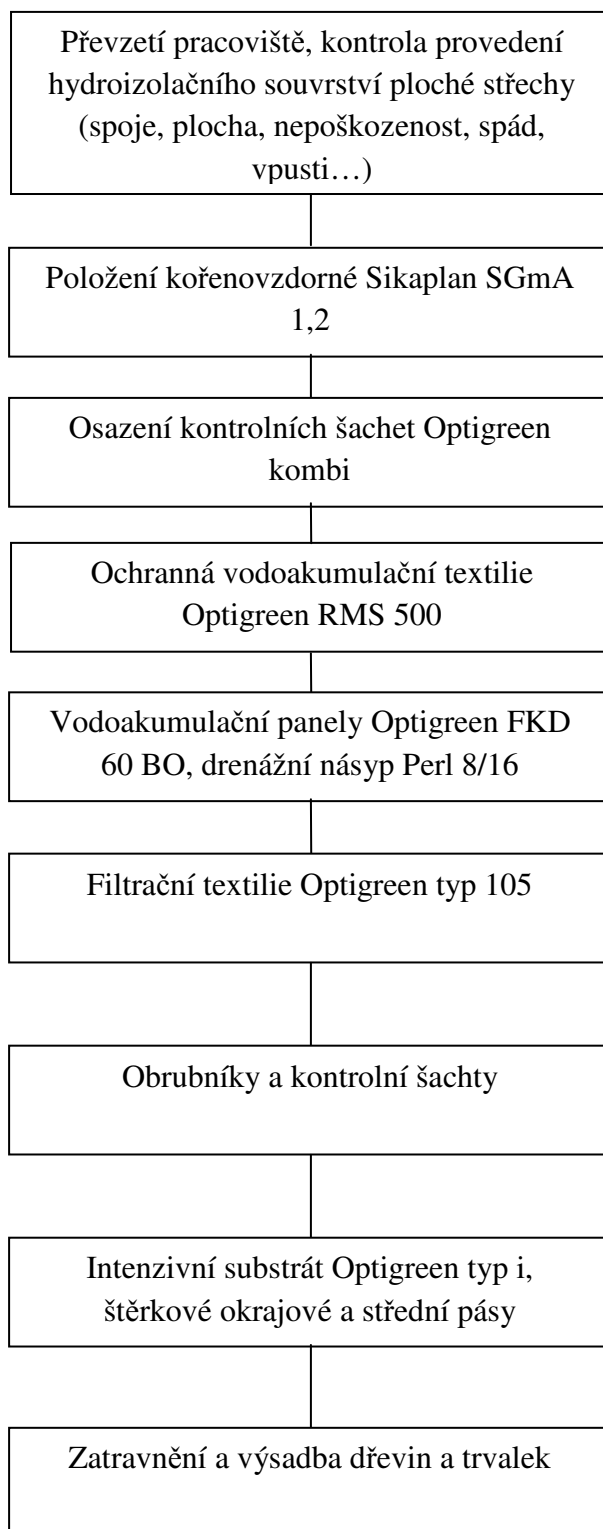 Převzetí pracoviště, kontrola provedení
hydroizolačního souvrství ploché střechy
(spoje, plocha, nepoškozenost, spád,
vpusti…)
Položení kořenovzdorné Sikaplan SGmA
1,2
Osazení kontrolních šachet Optigreen
kombi
Ochranná vodoakumulační textilie
Optigreen RMS 500
Vodoakumulační panely Optigreen FKD
60 BO, drenážní násyp Perl 8/16
Filtrační textilie Optigreen typ 105
Obrubníky a kontrolní šachty
Intenzivní substrát Optigreen typ i,
štěrkové okrajové a střední pásy
Zatravnění a výsadba dřevin a trvalek